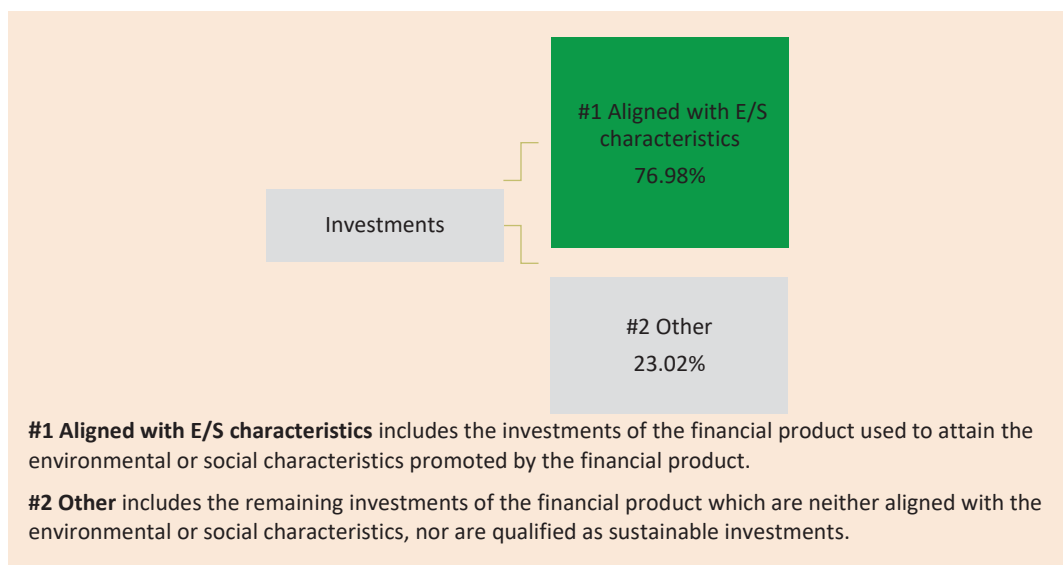 #1 Aligned with E/S
characteristics
76.98%
Investments
#2 Other
23.02%
#1 Aligned with E/S characteristics includes the investments of the financial product used to attain the
environmental or social characteristics promoted by the financial product.
#2 Other includes the remaining investments of the financial product which are neither aligned with the
environmental or social characteristics, nor are qualified as sustainable investments.